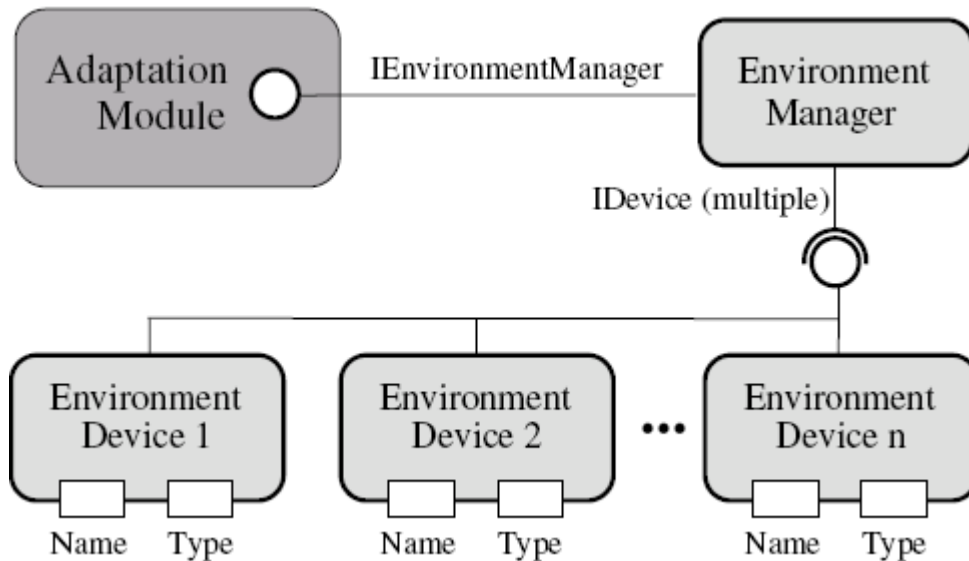 Adaptation
Module
IEnvironmentManager
Environment
Manager
IDevice (multiple)
Environment
Device 1
Environment
Device 2
•••
Environment
Device n
Name
Type
Name
Type
Name
Type